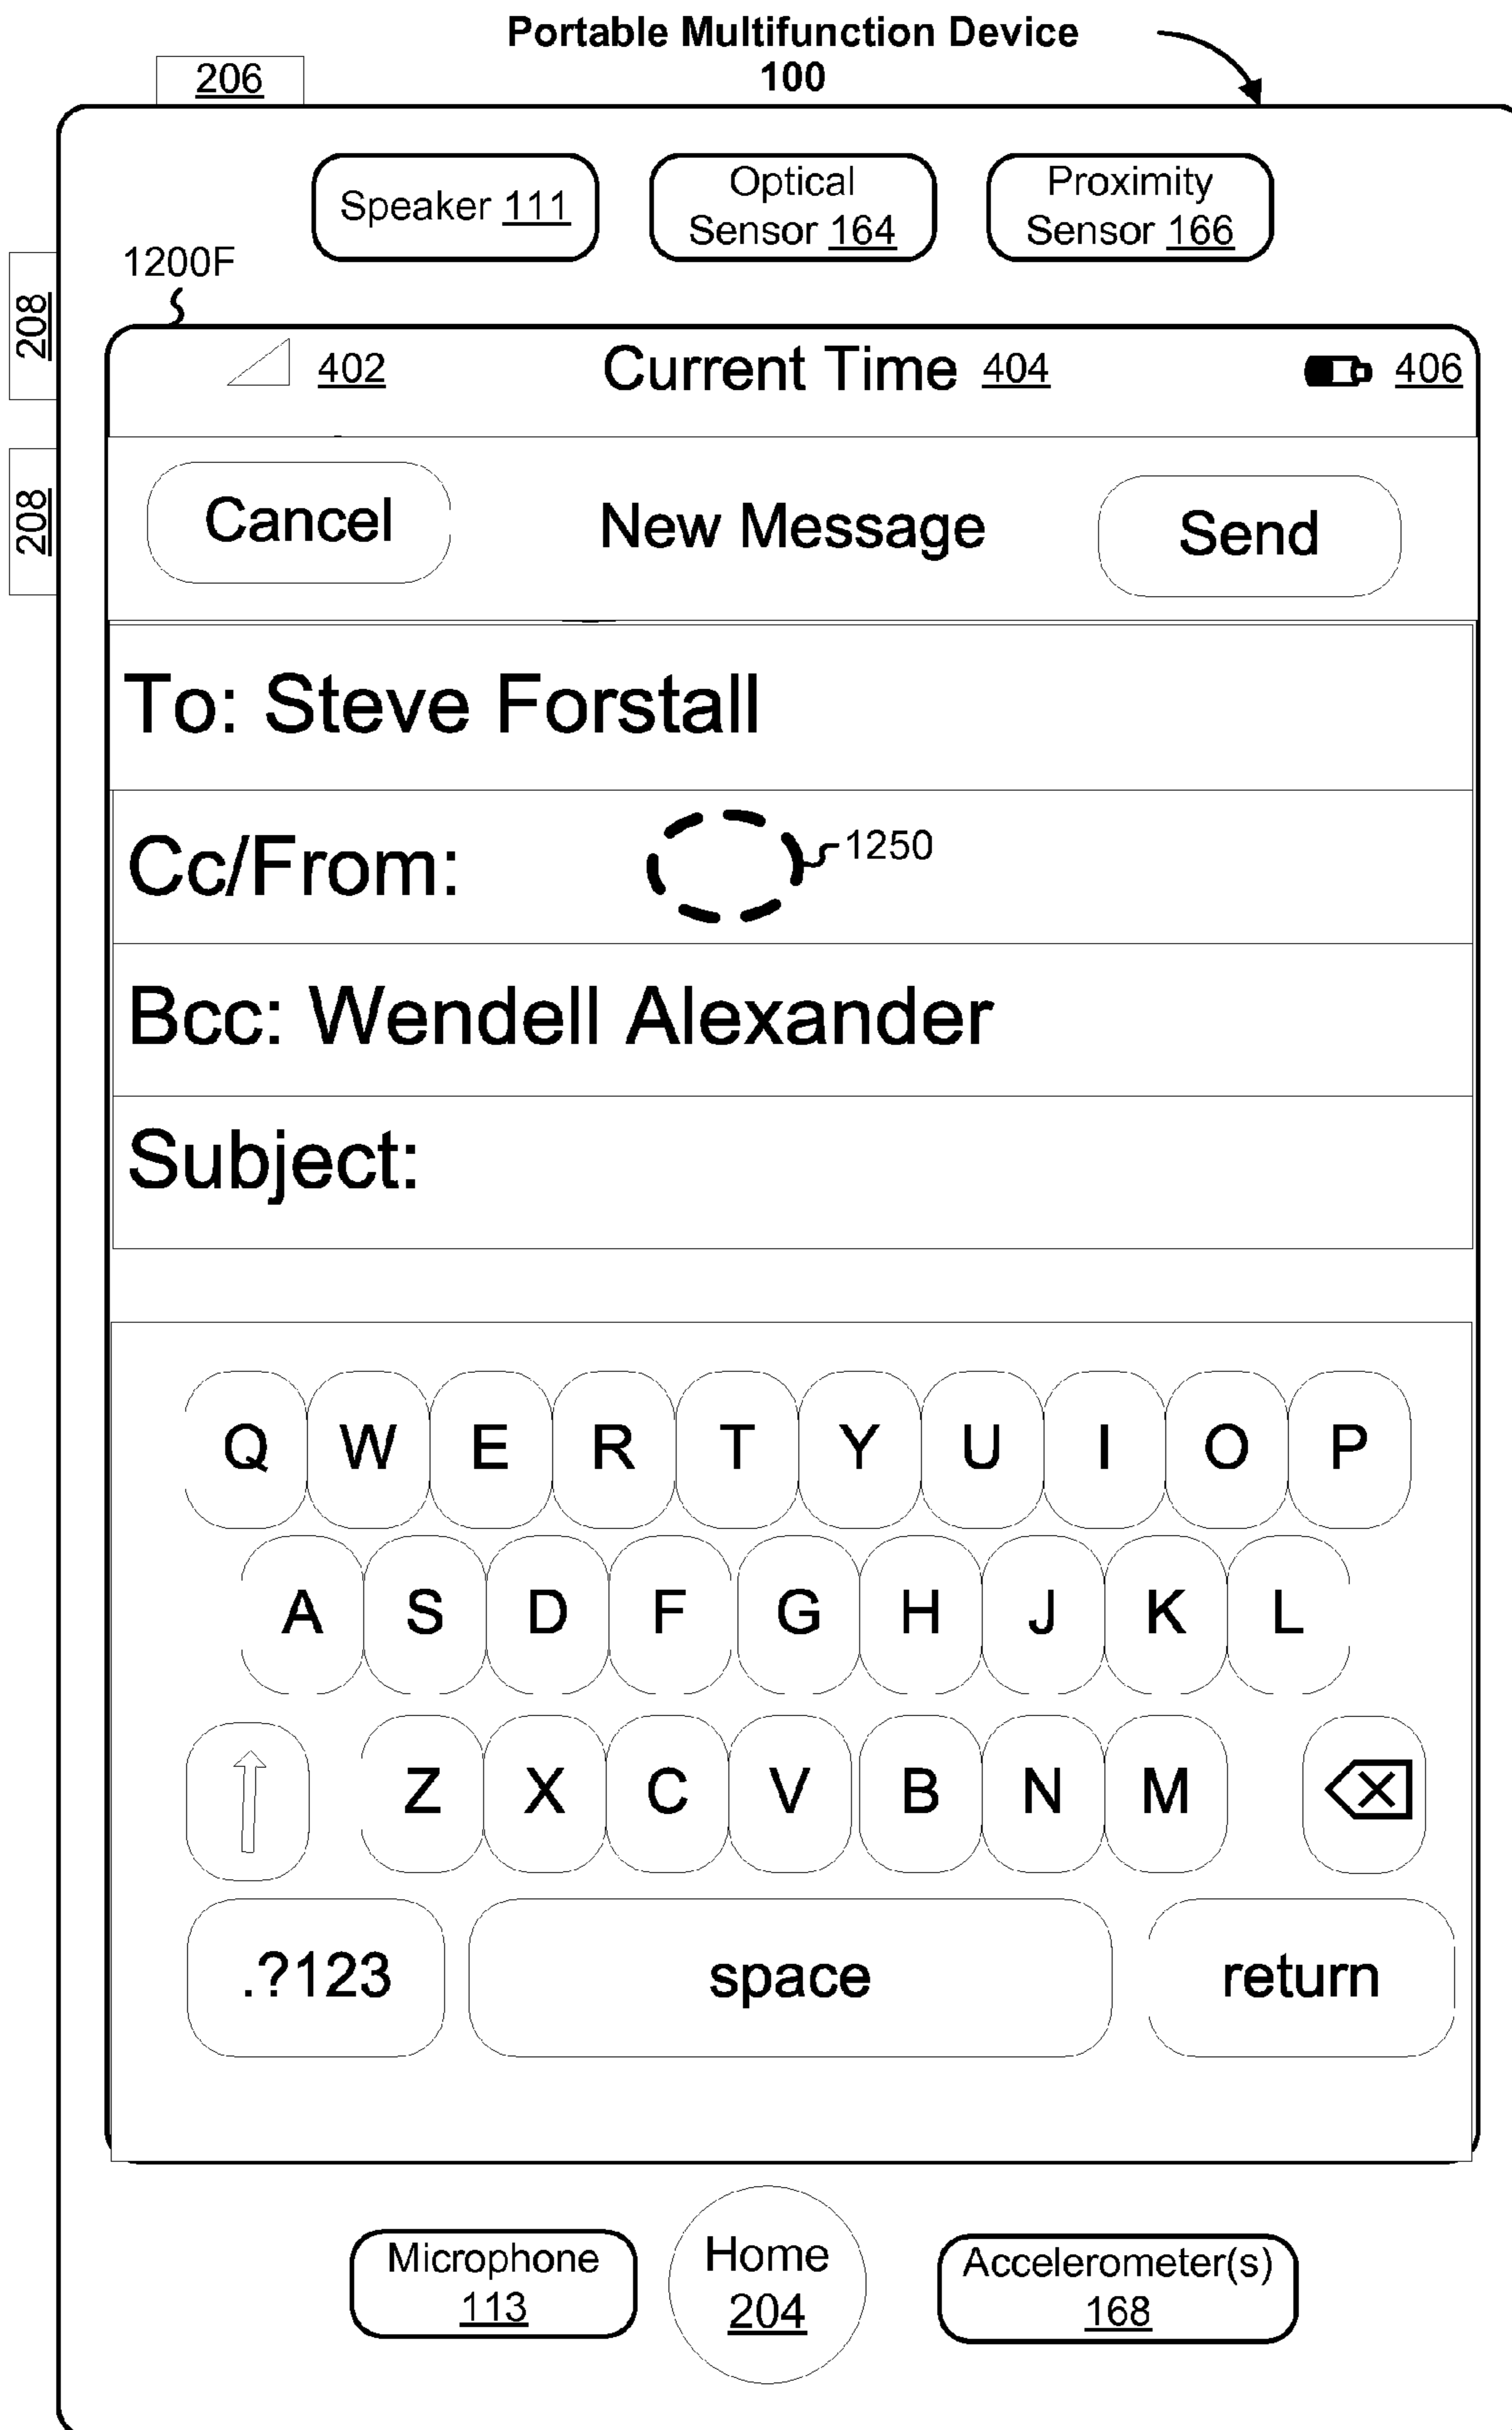 Portable Multifunction Device
100
206
Speaker 111
Optical
Sensor 164
Proximity
Sensor 166
1200F
208
208
402
Current Time 404
406
Cancel
New Message
Send
To: Steve Forstall
Cc/From:
1250
Bcc: Wendell Alexander
Subject:
Q W E R T Y U I O P
A S D F G H J K L
Z X C V B N M
.?123 space return
Microphone
113
Home
204
Accelerometer(s)
168